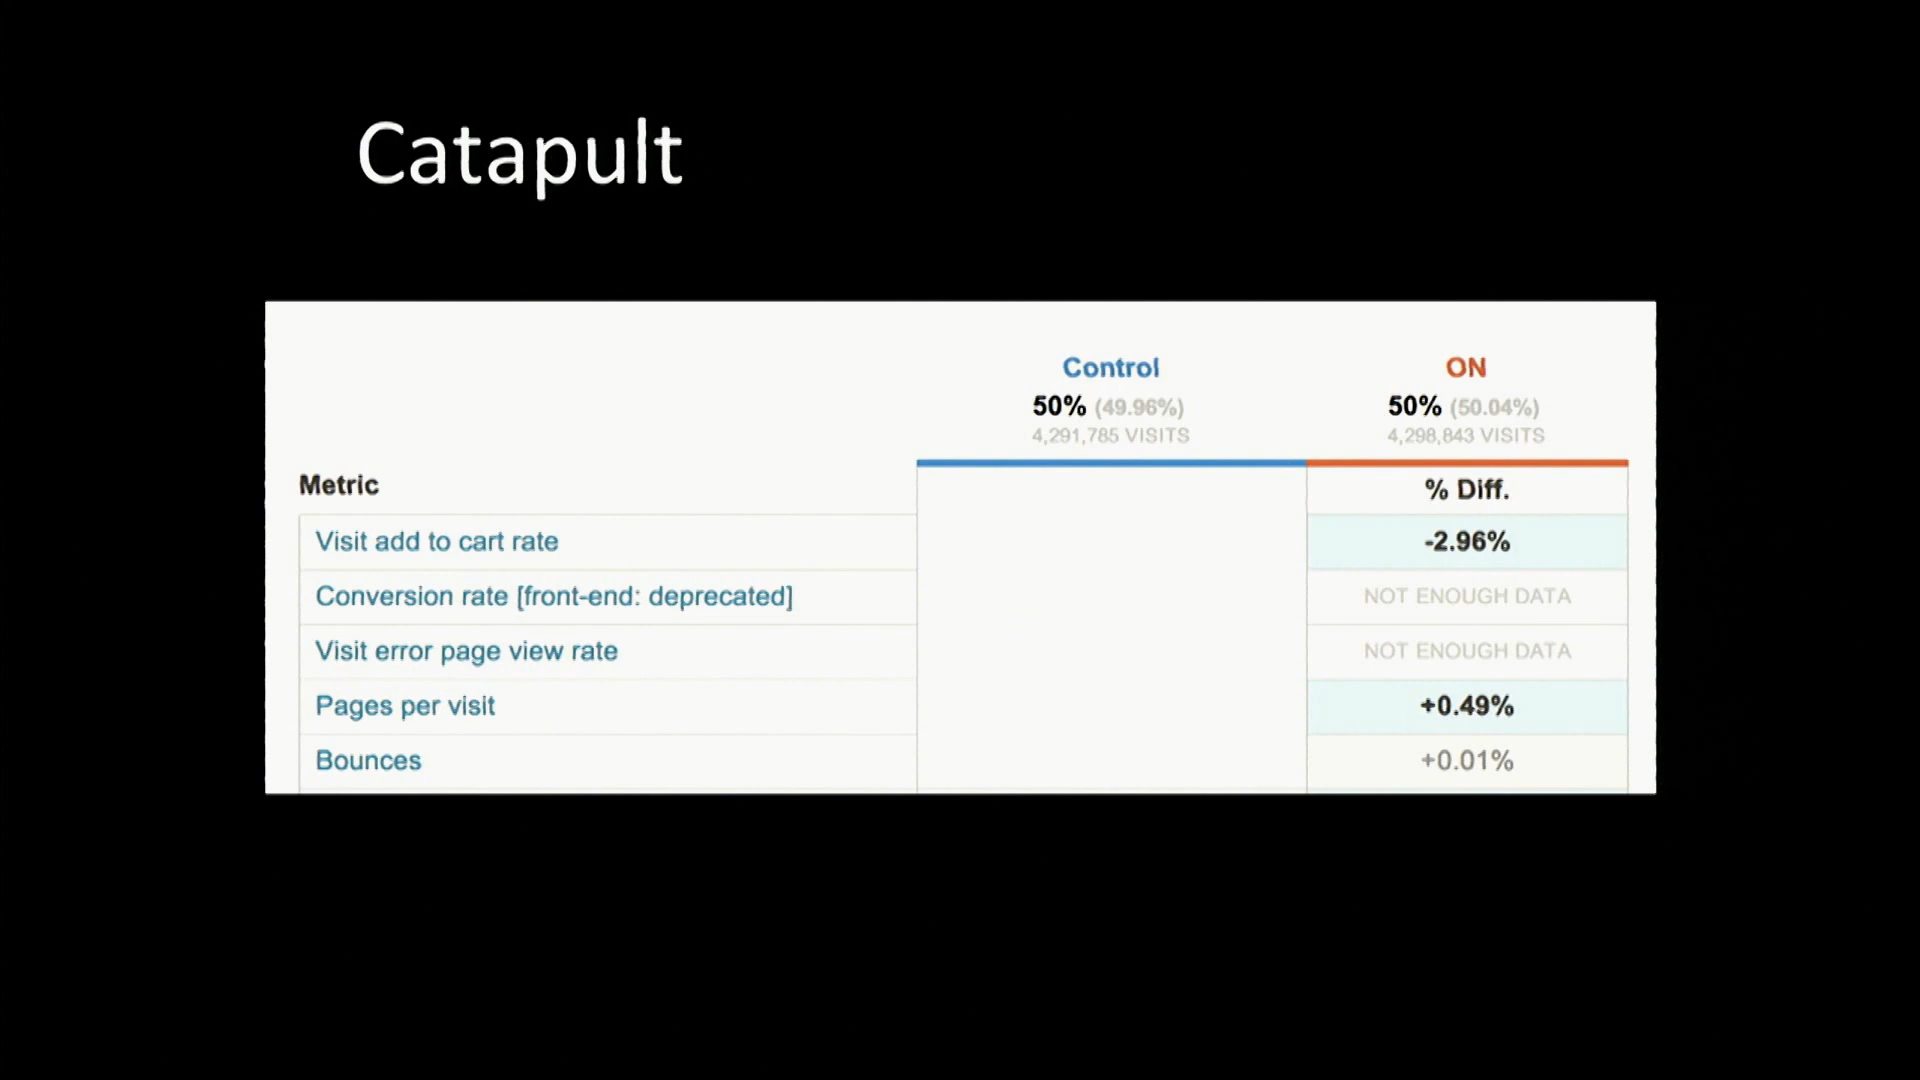 Catapult
Control
ON
50% (49.96%)
50% (50.04%)
4,291,785 VISITS
4,298,843 VISITS
Metric
% Diff.
Visit add to cart rate
-2.96%
Conversion rate [front-end: deprecated]
NOT ENOUGH DATA
Visit error page view rate
NOT ENOUGH DATA
Pages per visit
+0.49%
Bounces
+0.01%